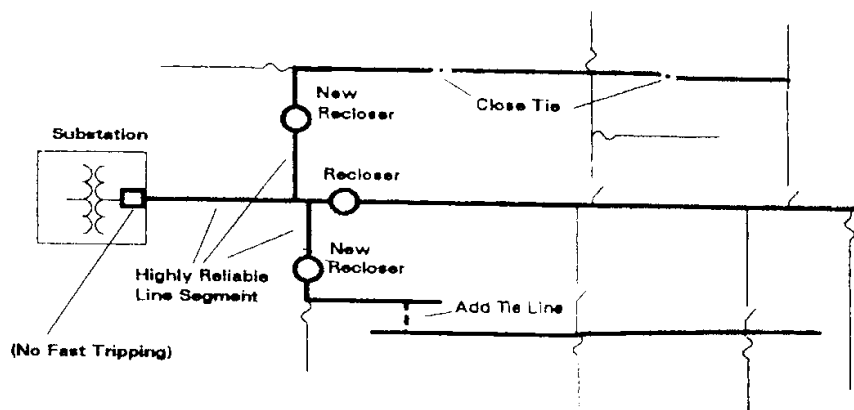 New
Recloser
Close Tie
Substation
Recloser
New
Recloser
Highly Reliable
Line Segment
Add Tie Line
(No Fast Tripping)